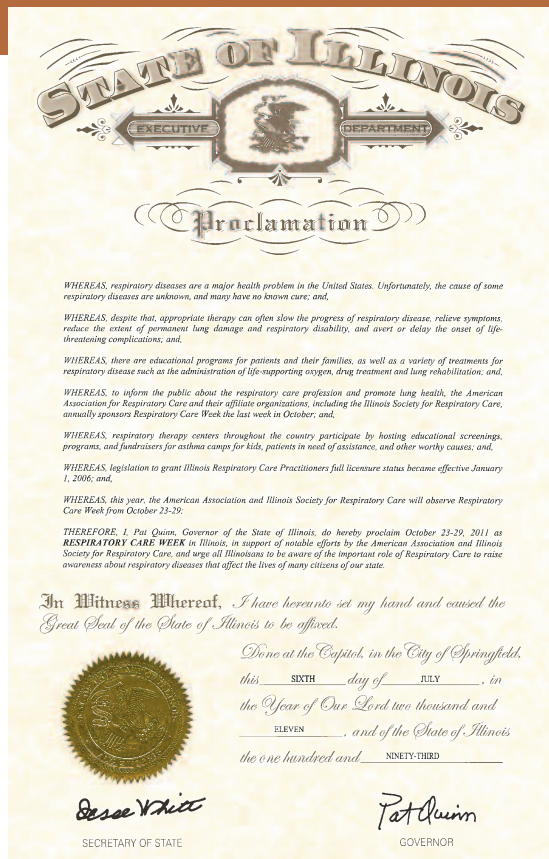 STATE OF ILLINOIS
EXECUTIVE
DEPARTMENT
Proclamation
WHEREAS, respiratory diseases are a major health problem in the United States. Unfortunately, the cause of some
respiratory diseases are unknown, and many have no known cure; and,
WHEREAS, despite that, appropriate therapy can often slow the progress of respiratory disease, relieve symptoms,
reduce the extent of permanent lung damage and respiratory disability, and avert or delay the onset of life-
threatening complications; and,
WHEREAS, there are educational programs for patients and their families, as well as a variety of treatments for
respiratory disease such as the administration of life-supporting oxygen, drug treatment and lung rehabilitation; and,
WHEREAS, to inform the public about the respiratory care profession and promote lung health, the American
Association for Respiratory Care and their affiliate organizations, including the Illinois Society for Respiratory Care,
annually sponsors Respiratory Care Week the last week in October; and,
WHEREAS, respiratory therapy centers throughout the country participate by hosting educational screenings,
programs, and fundraisers for asthma camps for kids, patients in need of assistance, and other worthy causes; and,
WHEREAS, legislation to grant Illinois Respiratory Care Practitioners full licensure status became effective January
1, 2006; and,
WHEREAS, this year, the American Association and Illinois Society for Respiratory Care will observe Respiratory
Care Week from October 23-29:
THEREFORE, I, Pat Quinn, Governor of the State of Illinois, do hereby proclaim October 23-29, 2011 as
RESPIRATORY CARE WEEK in Illinois, in support of notable efforts by the American Association and Illinois
Society for Respiratory Care, and urge all Illinoisans to be aware of the important role of Respiratory Care to raise
awareness about respiratory diseases that affect the lives of many citizens of our state.
In Witness Whereof, I have hereunto set my hand and caused the
Great Seal of the State of Illinois to be affixed.
Done at the Capitol, in the City of Springfield,
this SIXTH day of JULY, in
the Year of Our Lord two thousand and
ELEVEN, and of the State of Illinois
the one hundred and NINETY-THIRD
Jesse White
Pat Quinn
SECRETARY OF STATE
GOVERNOR